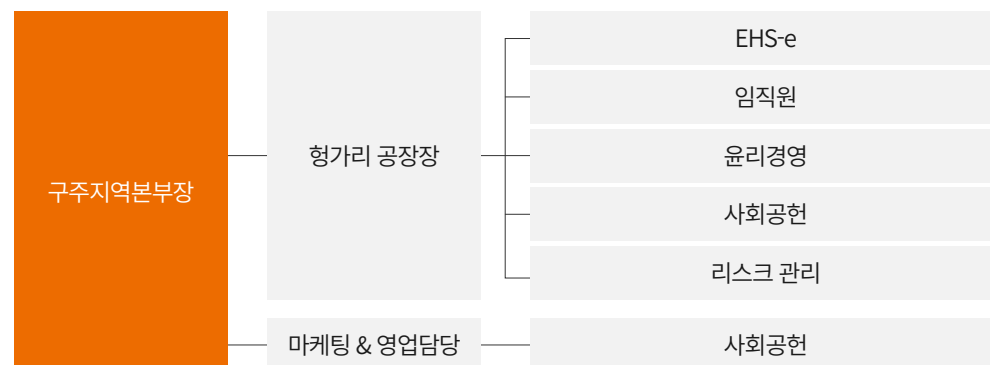 구주지역본부장
헝가리 공장장
EHS-e
임직원
윤리경영
사회공헌
리스크 관리
마케팅 & 영업담당
사회공헌